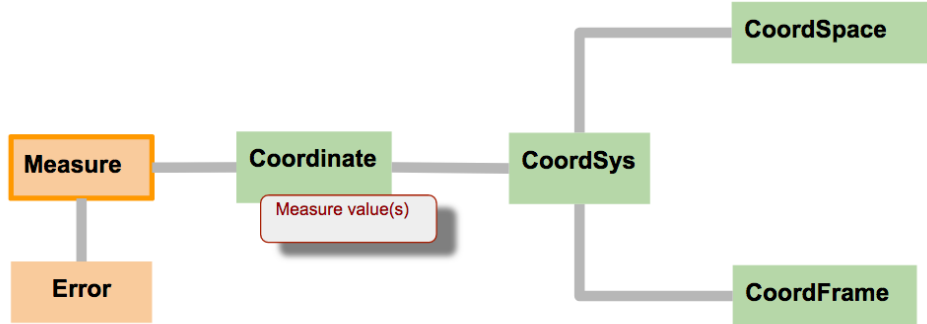 CoordSpace
Measure
Coordinate
CoordSys
Measure value(s)
Error
CoordFrame